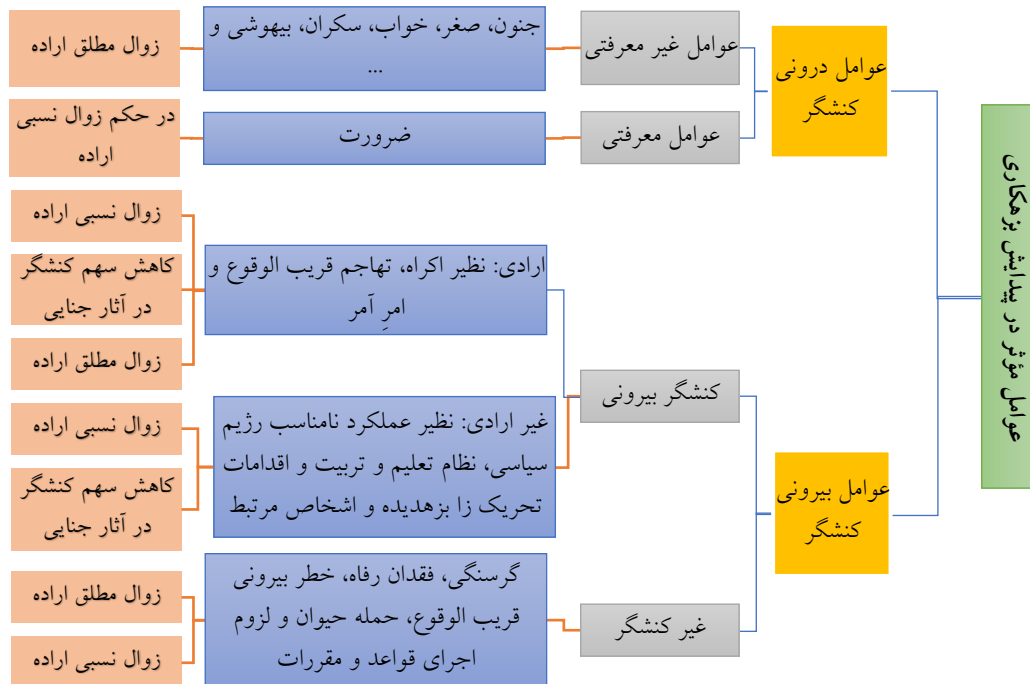 عوامل مؤثر در پیدایش بزهکاری
عوامل درونی
کنشگر
عوامل غیر معرفتی
جنون، صغر، خواب، سکران، بیهوشی و
...
زوال مطلق اراده
عوامل معرفتی
ضرورت
در حکم زوال نسبی
اراده
عوامل بیرونی
کنشگر
کنشگر بیرونی
ارادی: نظیر اکراه، تهاجم قریب الوقوع و
امرِ آمر
زوال نسبی اراده
کاهش سهم کنشگر
در آثار جنایی
زوال مطلق اراده
غیر ارادی: نظیر عملکرد نامناسب رژیم
سیاسی، نظام تعلیم و تربیت و اقدامات
تحریک زا بزهدیده و اشخاص مرتبط
زوال نسبی اراده
کاهش سهم کنشگر
در آثار جنایی
غیر کنشگر
گرسنگی، فقدان رفاه، خطر بیرونی
قریب الوقوع، حمله حیوان و لزوم
اجرای قواعد و مقررات
زوال مطلق اراده
زوال نسبی اراده